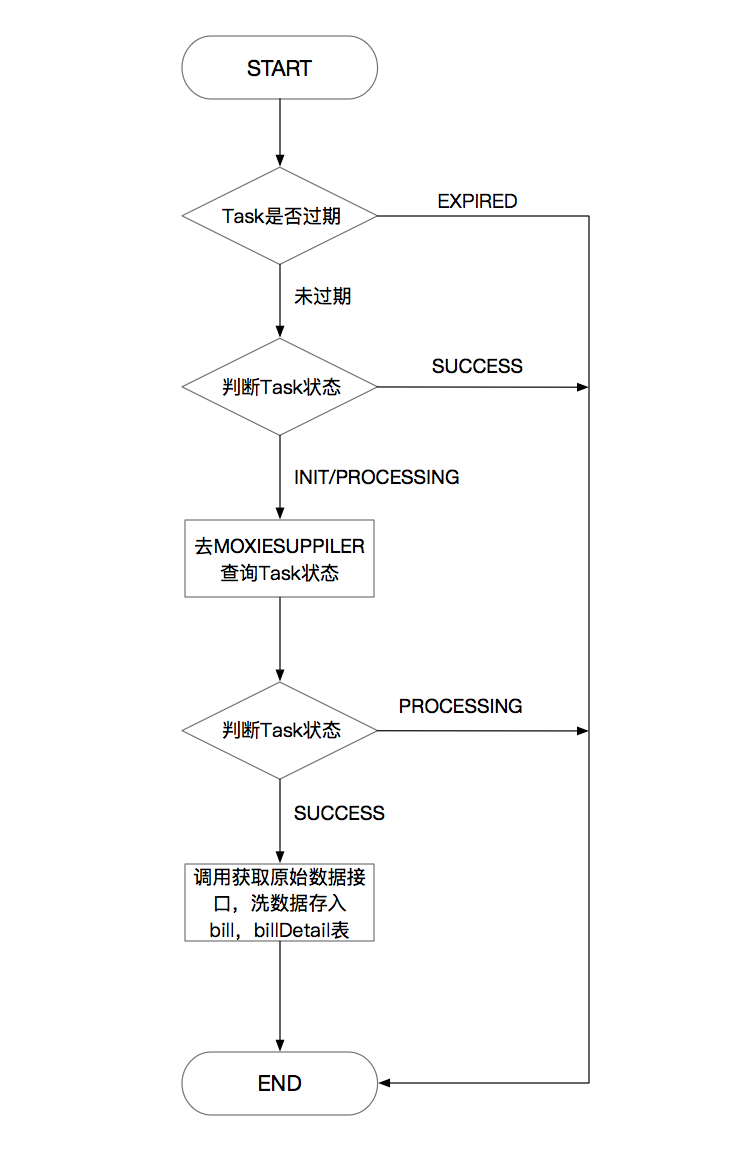 START
Task是否过期
EXPIRED
未过期
判断Task状态
SUCCESS
INIT/PROCESSING
去MOXIESUPPILER
查询Task状态
判断Task状态
PROCESSING
SUCCESS
调用获取原始数据接
口，洗数据存入
bill，billDetail表
END